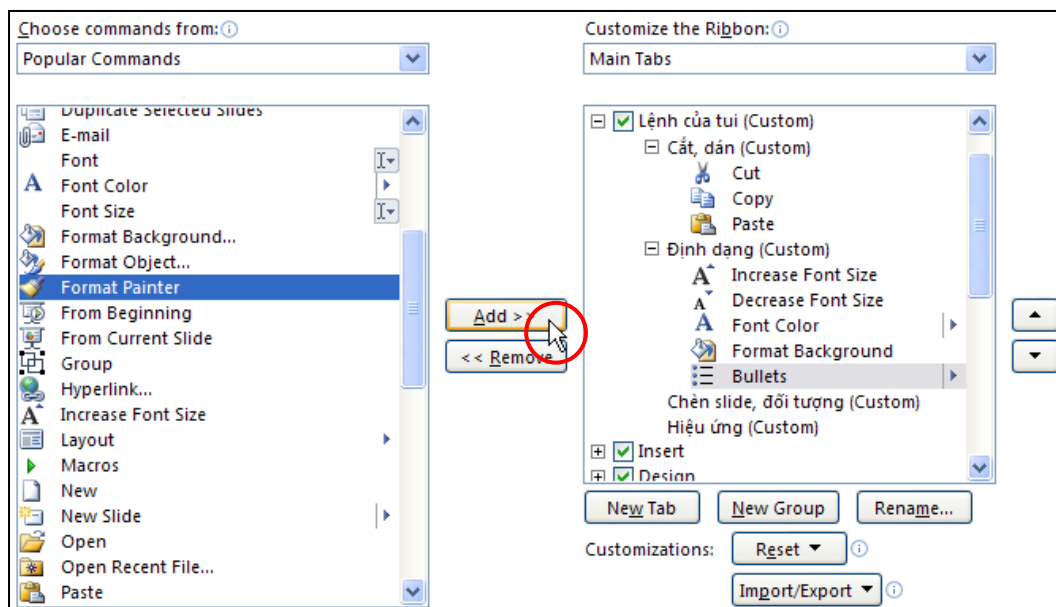 Choose commands from:
Popular Commands
Duplicate Selected Slides
E-mail
Font
Font Color
Font Size
Format Background...
Format Object...
Format Painter
From Beginning
From Current Slide
Group
Hyperlink...
Increase Font Size
Layout
Macros
New
New Slide
Open
Open Recent File...
Paste
Add >>
<< Remove
Customize the Ribbon:
Main Tabs
Lệnh của tui (Custom)
Cắt, dán (Custom)
Cut
Copy
Paste
Định dạng (Custom)
Increase Font Size
Decrease Font Size
Font Color
Format Background
Bullets
Chèn slide, đối tượng (Custom)
Hiệu ứng (Custom)
Insert
Design
New Tab New Group Rename...
Customizations: Reset
Import/Export